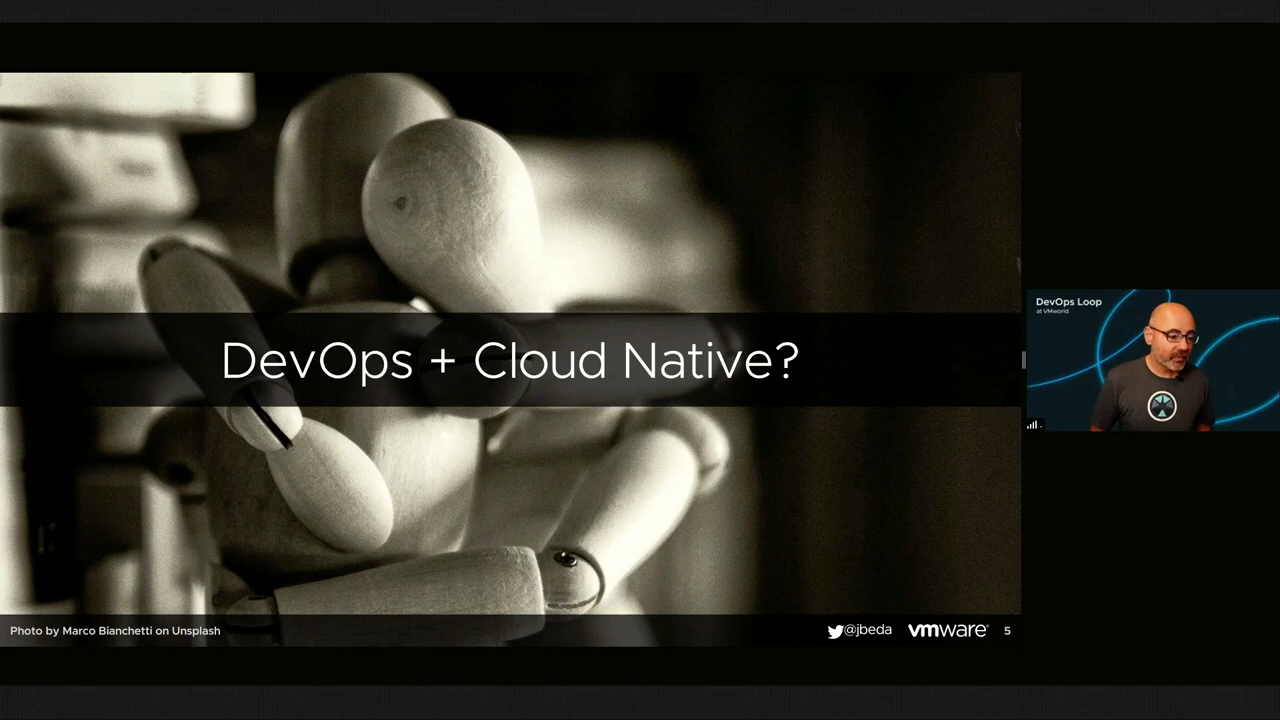 DevOps + Cloud Native?
Photo by Marco Bianchetti on Unsplash
@jbeda
vmware®
5
DevOps Loop
at VMworld